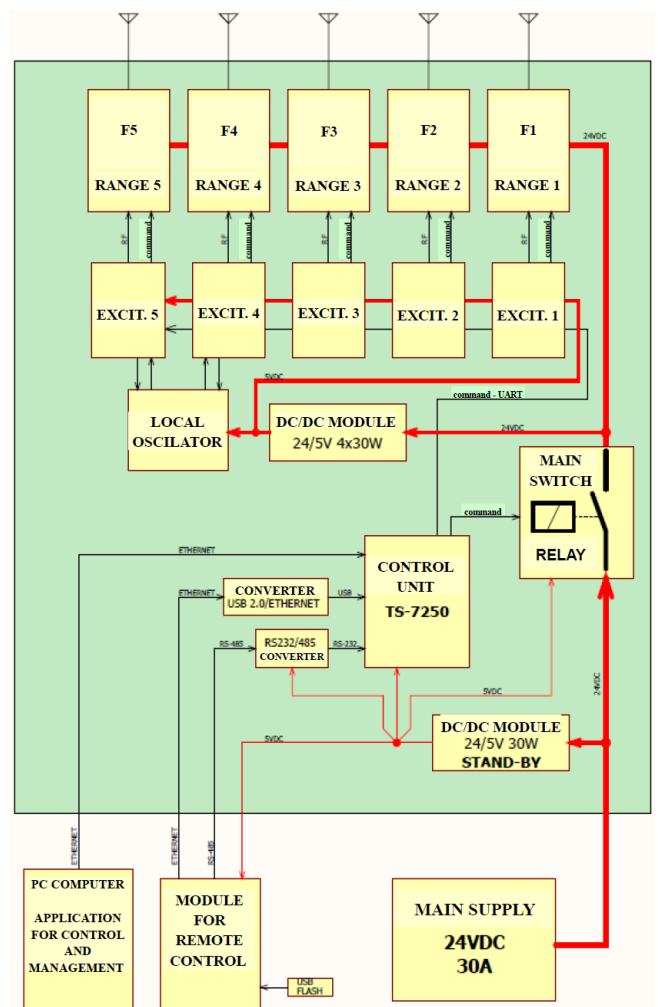 F5
F4
F3
F2
F1
24VDC
RANGE 5
RANGE 4
RANGE 3
RANGE 2
RANGE 1
RF
command
RF
command
RF
command
RF
command
RF
command
EXCIT. 5
EXCIT. 4
EXCIT. 3
EXCIT. 2
EXCIT. 1
5VDC
command - UART
LOCAL
OSCILATOR
DC/DC MODULE
24/5V 4x30W
24VDC
MAIN
SWITCH
RELAY
command
ETHERNET
CONTROL
UNIT
TS-7250
ETHERNET
CONVERTER
USB 2.0/ETHERNET
USB
RS-485
RS232/485
CONVERTER
RS-232
5VDC
24VDC
DC/DC MODULE
24/5V 30W
STAND-BY
5VDC
ETHERNET
ETHERNET
RS-485
PC COMPUTER
APPLICATION
FOR CONTROL
AND
MANAGEMENT
MODULE
FOR
REMOTE
CONTROL
USB
FLASH
MAIN SUPPLY
24VDC
30A